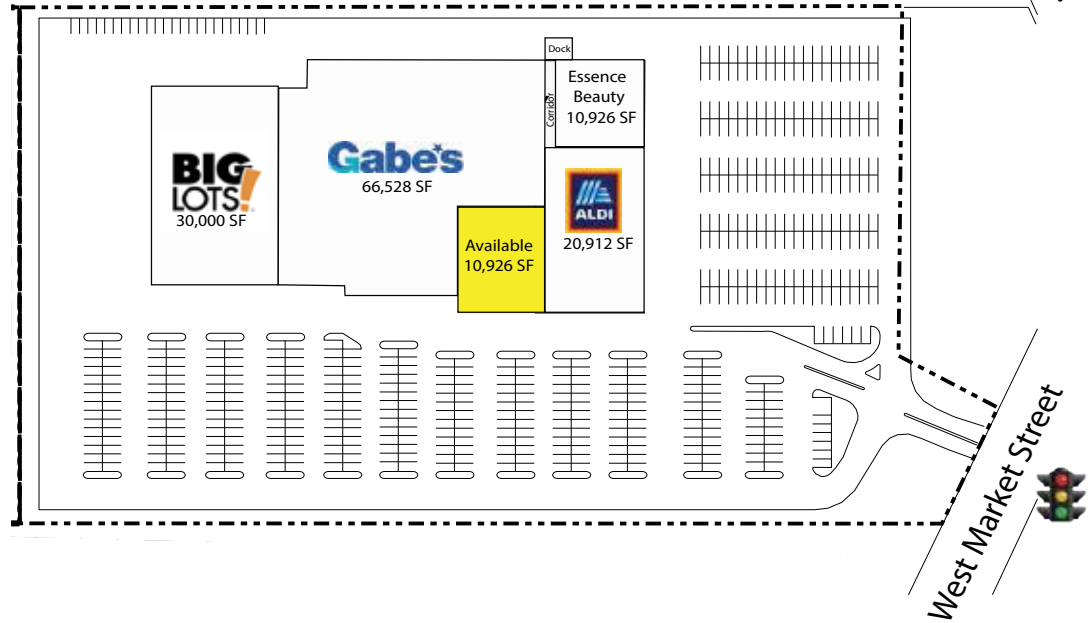 Dock
Essence
Beauty
10,926 SF
Corridor
BIG
LOTS!
30,000 SF
Gabe's
66,528 SF
ALDI
20,912 SF
Available
10,926 SF
West Market Street